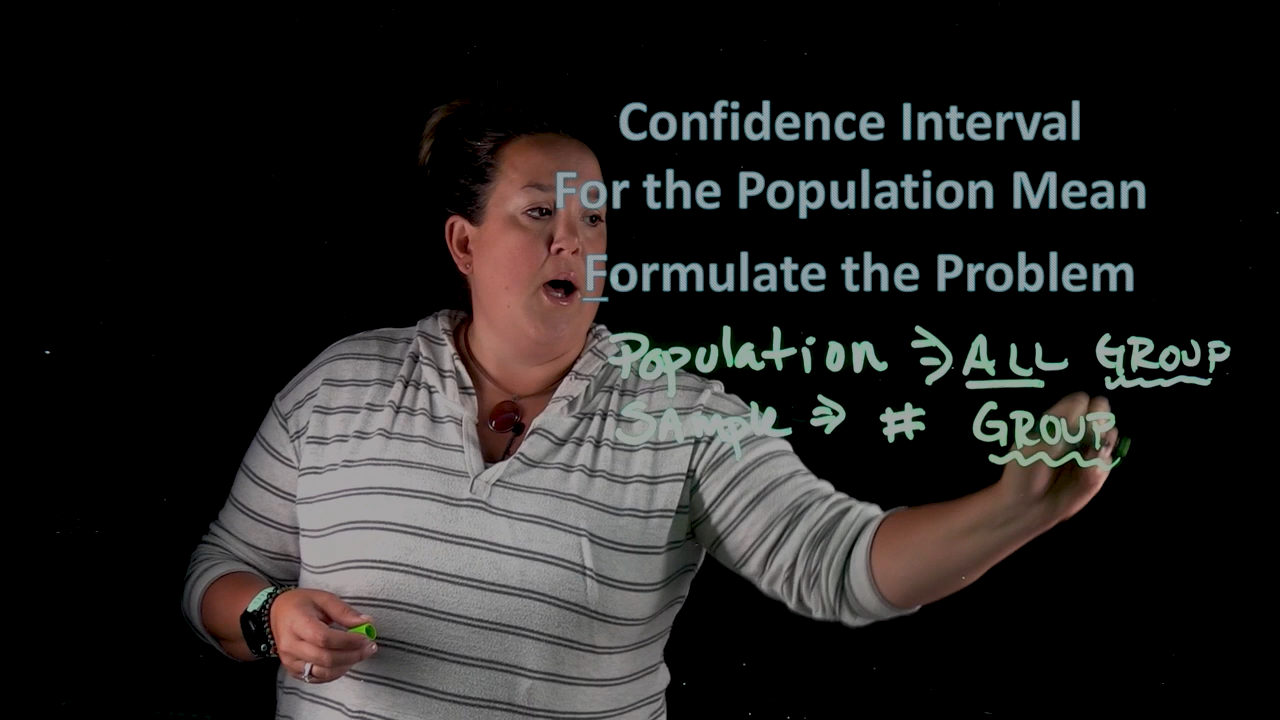 Confidence Interval
For the Population Mean
Formulate the Problem
Population ⇒ ALL GROUP
SAmple ⇒ # GROUP